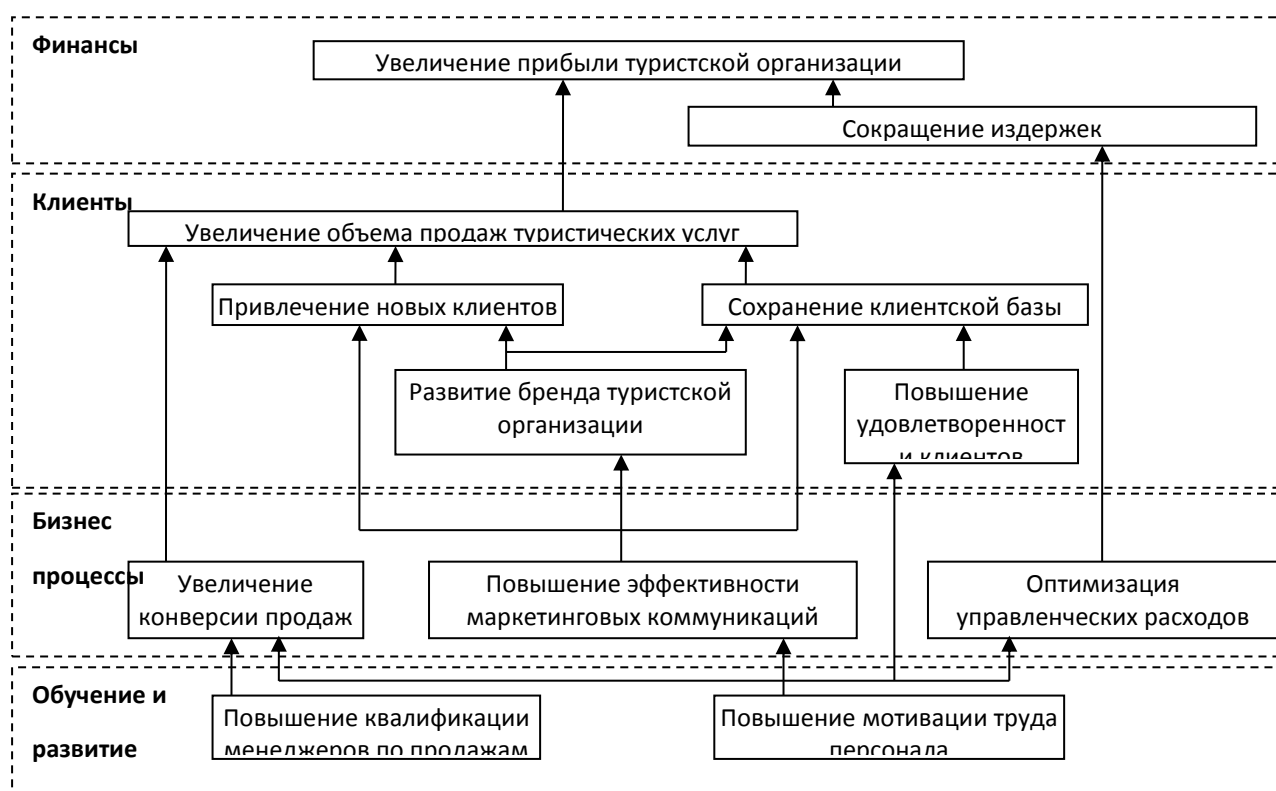 Финансы
Увеличение прибыли туристской организации
Сокращение издержек
Клиенты
Увеличение объема продаж туристических услуг
Привлечение новых клиентов
Сохранение клиентской базы
Развитие бренда туристской
организации
Повышение
удовлетворенност
и клиентов
Бизнес
процессы
Увеличение
конверсии продаж
Повышение эффективности
маркетинговых коммуникаций
Оптимизация
управленческих расходов
Обучение и
развитие
Повышение квалификации
менеджеров по продажам
Повышение мотивации труда
персонала